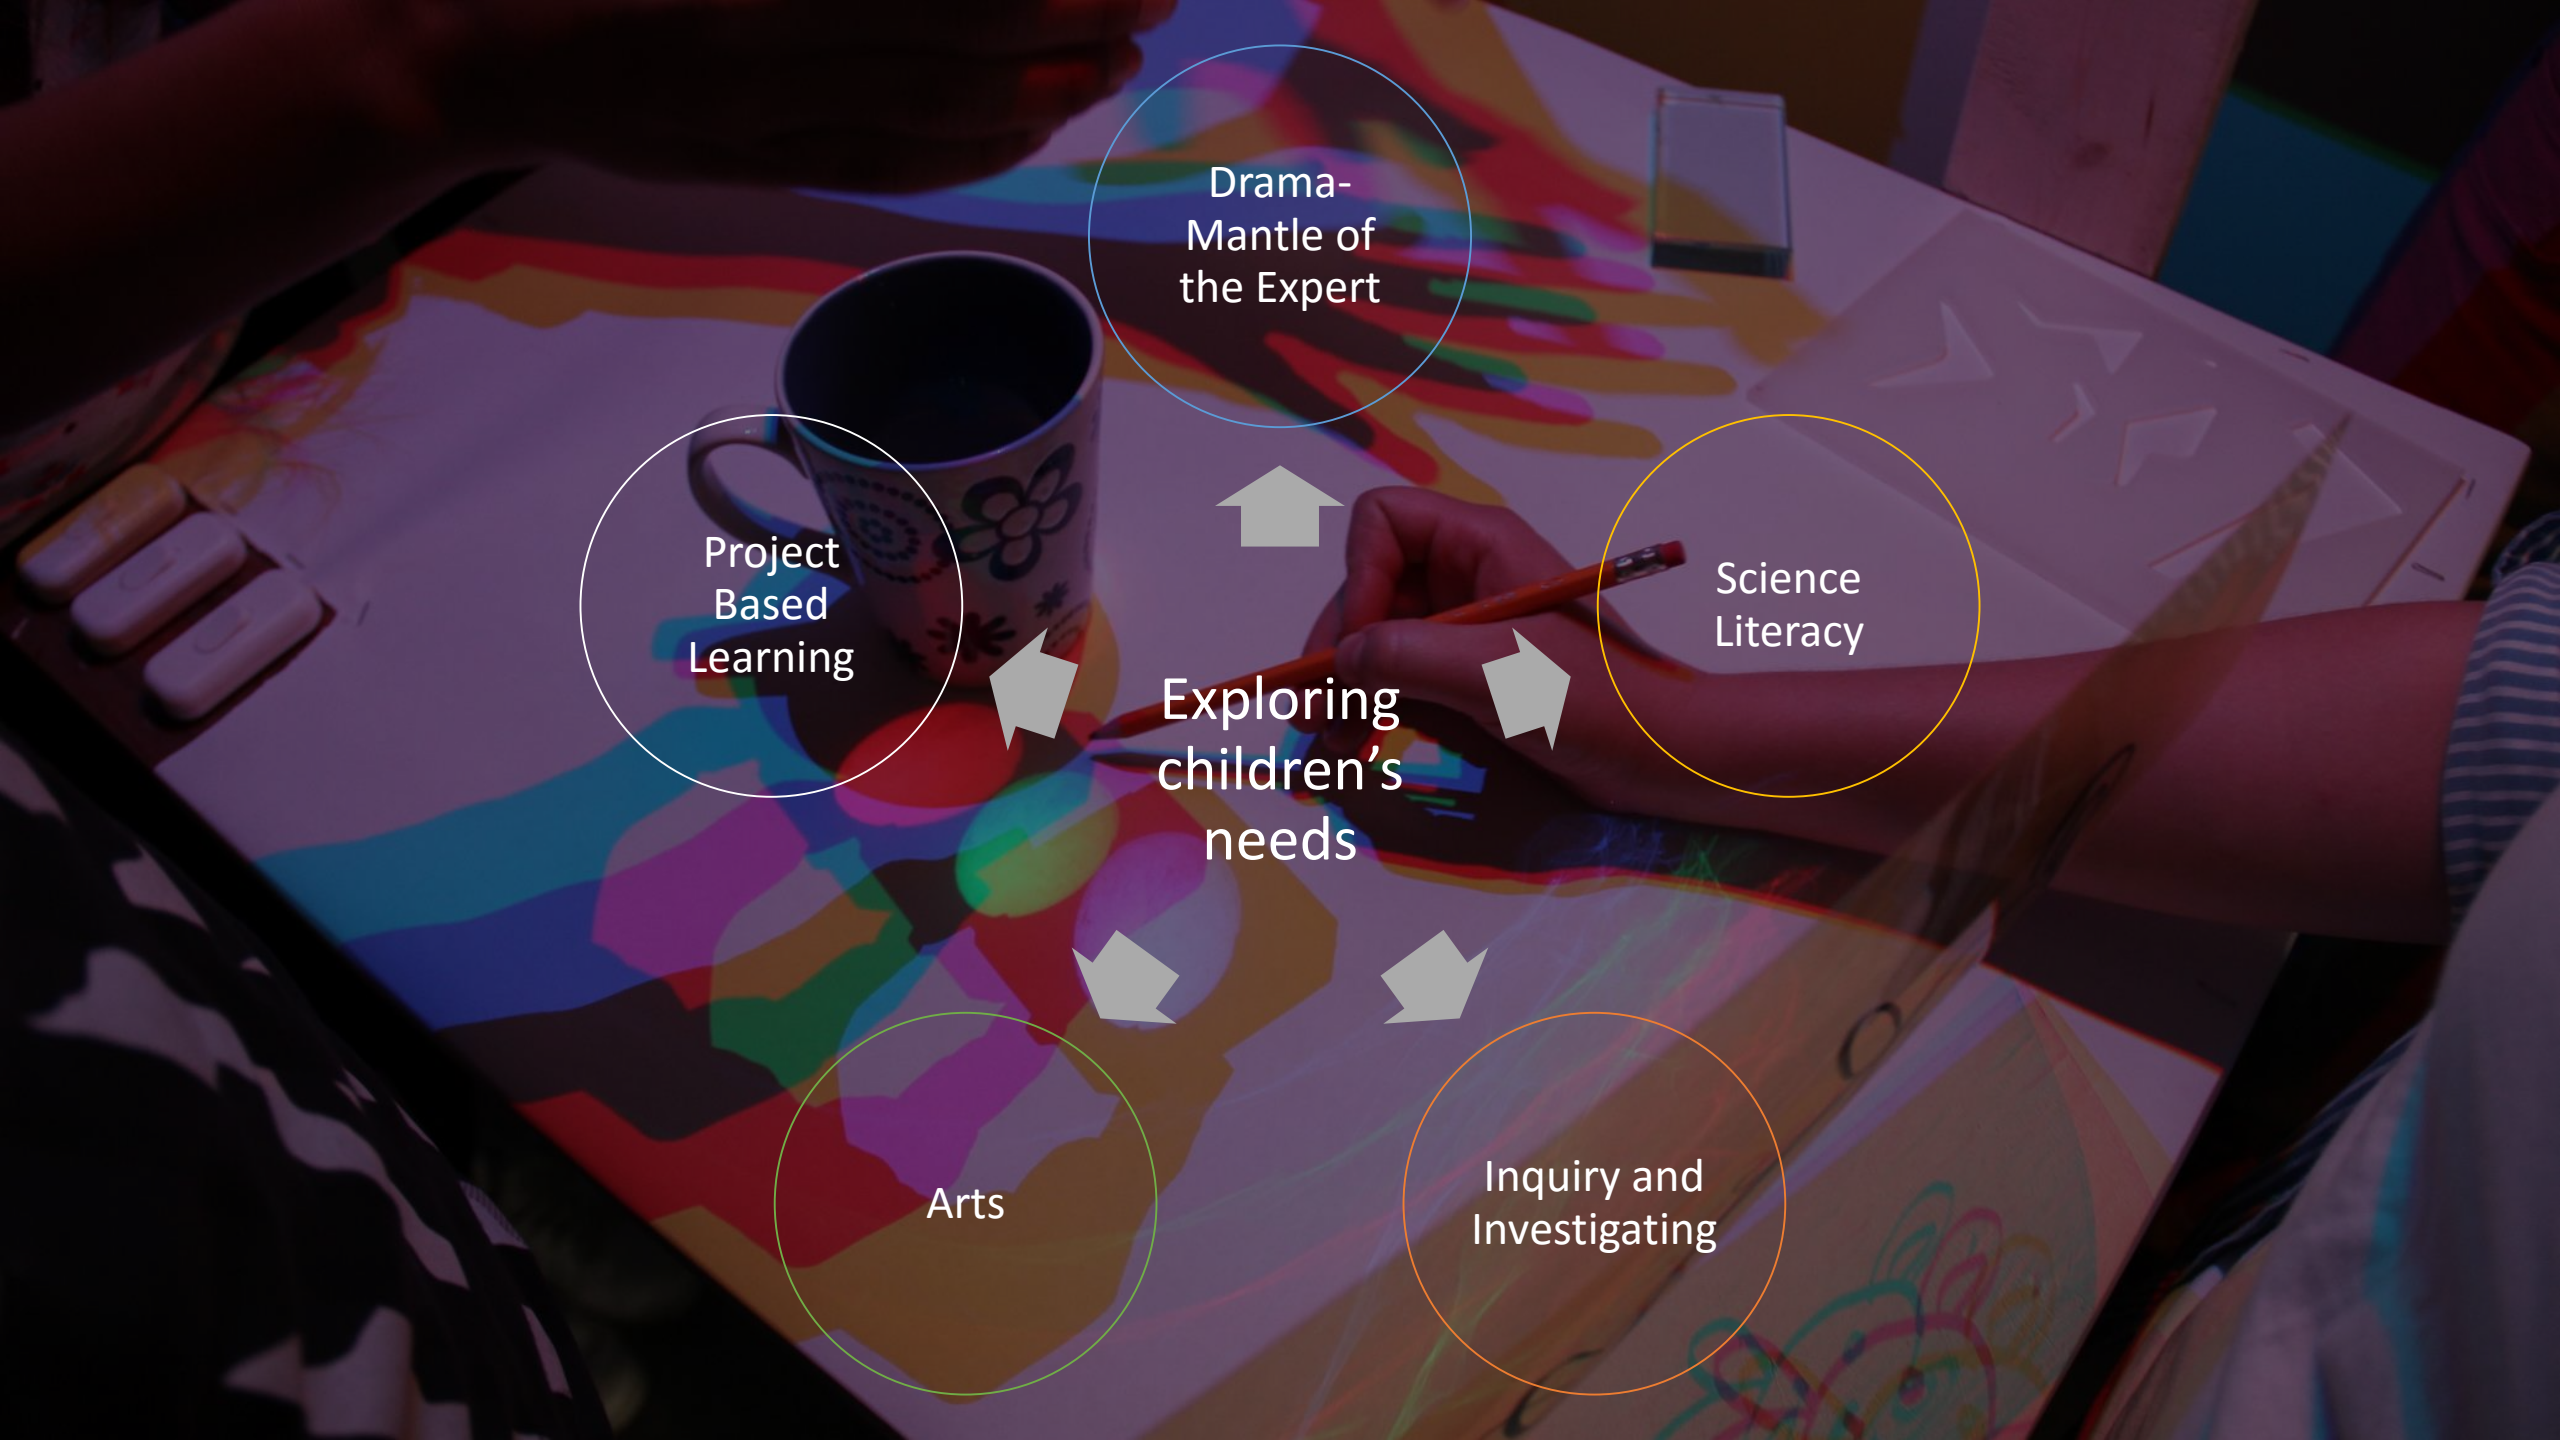 Drama-
Mantle of
the Expert
Project
Based
Learning
Science
Literacy
Exploring
children’s
needs
Arts
Inquiry and
Investigating